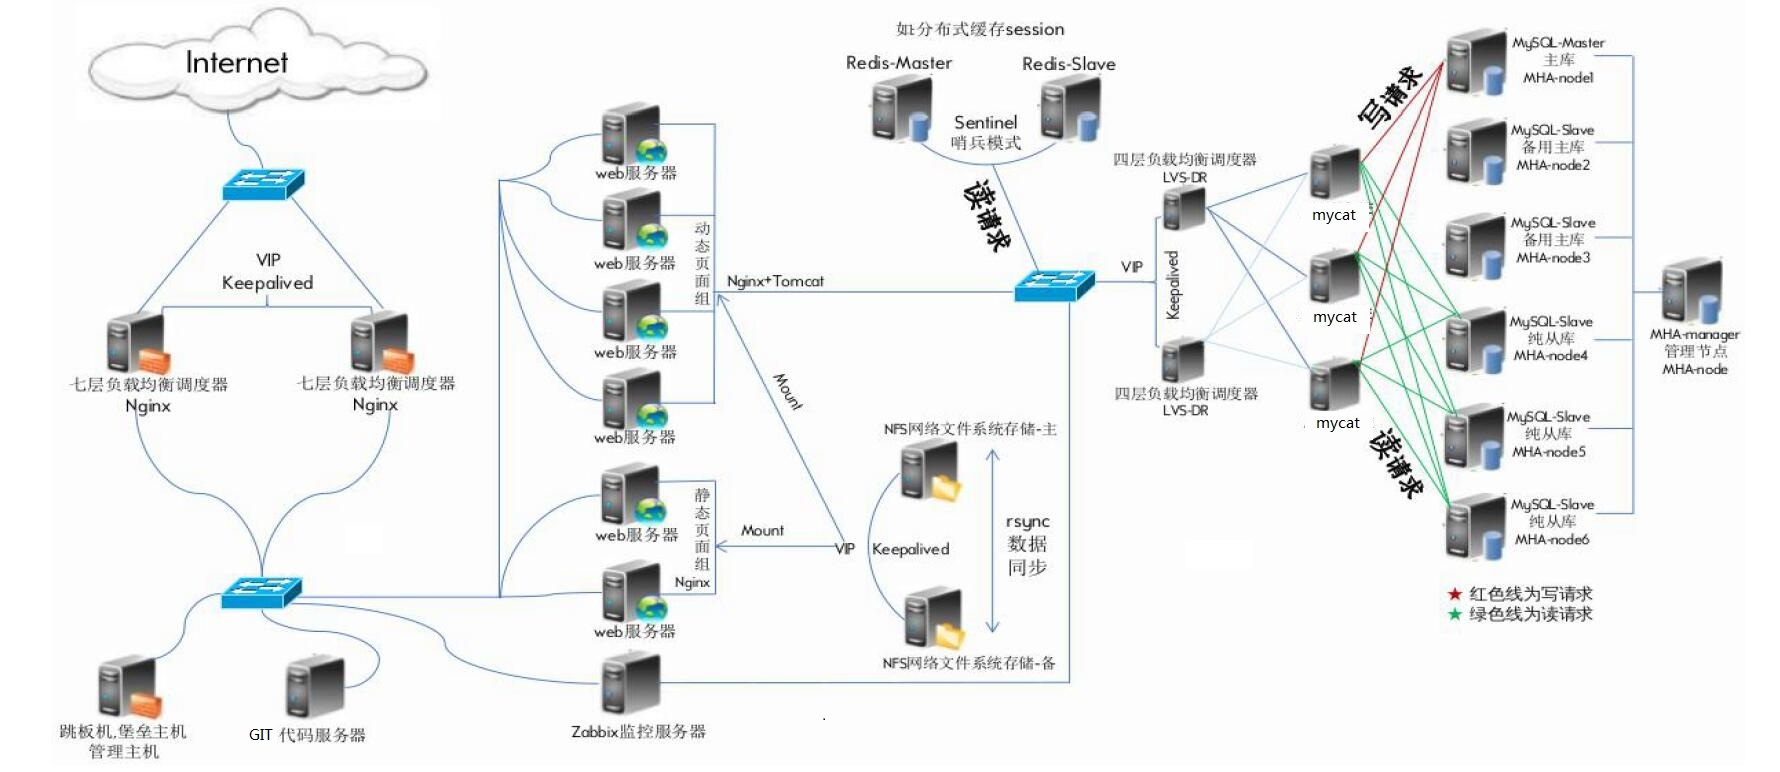 Internet
VIP
Keepalived
七层负载均衡调度器
Nginx
七层负载均衡调度器
Nginx
跳板机,堡垒主机
管理主机
GIT 代码服务器
web服务器
web服务器
web服务器
web服务器
动态页面组
Nginx+Tomcat
web服务器
静态页面组
Nginx
web服务器
Zabbix监控服务器
Mount
Mount
VIP
Keepalived
NFS网络文件系统存储-主
rsync
数据
同步
NFS网络文件系统存储-备
如:分布式缓存session
Redis-Master
Redis-Slave
Sentinel
哨兵模式
读请求
VIP
Keepalived
四层负载均衡调度器
LVS-DR
四层负载均衡调度器
LVS-DR
mycat
mycat
mycat
写请求
读请求
MySQL-Master
主库
MHA-node1
MySQL-Slave
备用主库
MHA-node2
MySQL-Slave
备用主库
MHA-node3
MySQL-Slave
纯从库
MHA-node4
MySQL-Slave
纯从库
MHA-node5
MySQL-Slave
纯从库
MHA-node6
MHA-manager
管理节点
MHA-node
★ 红色线为写请求
★ 绿色线为读请求